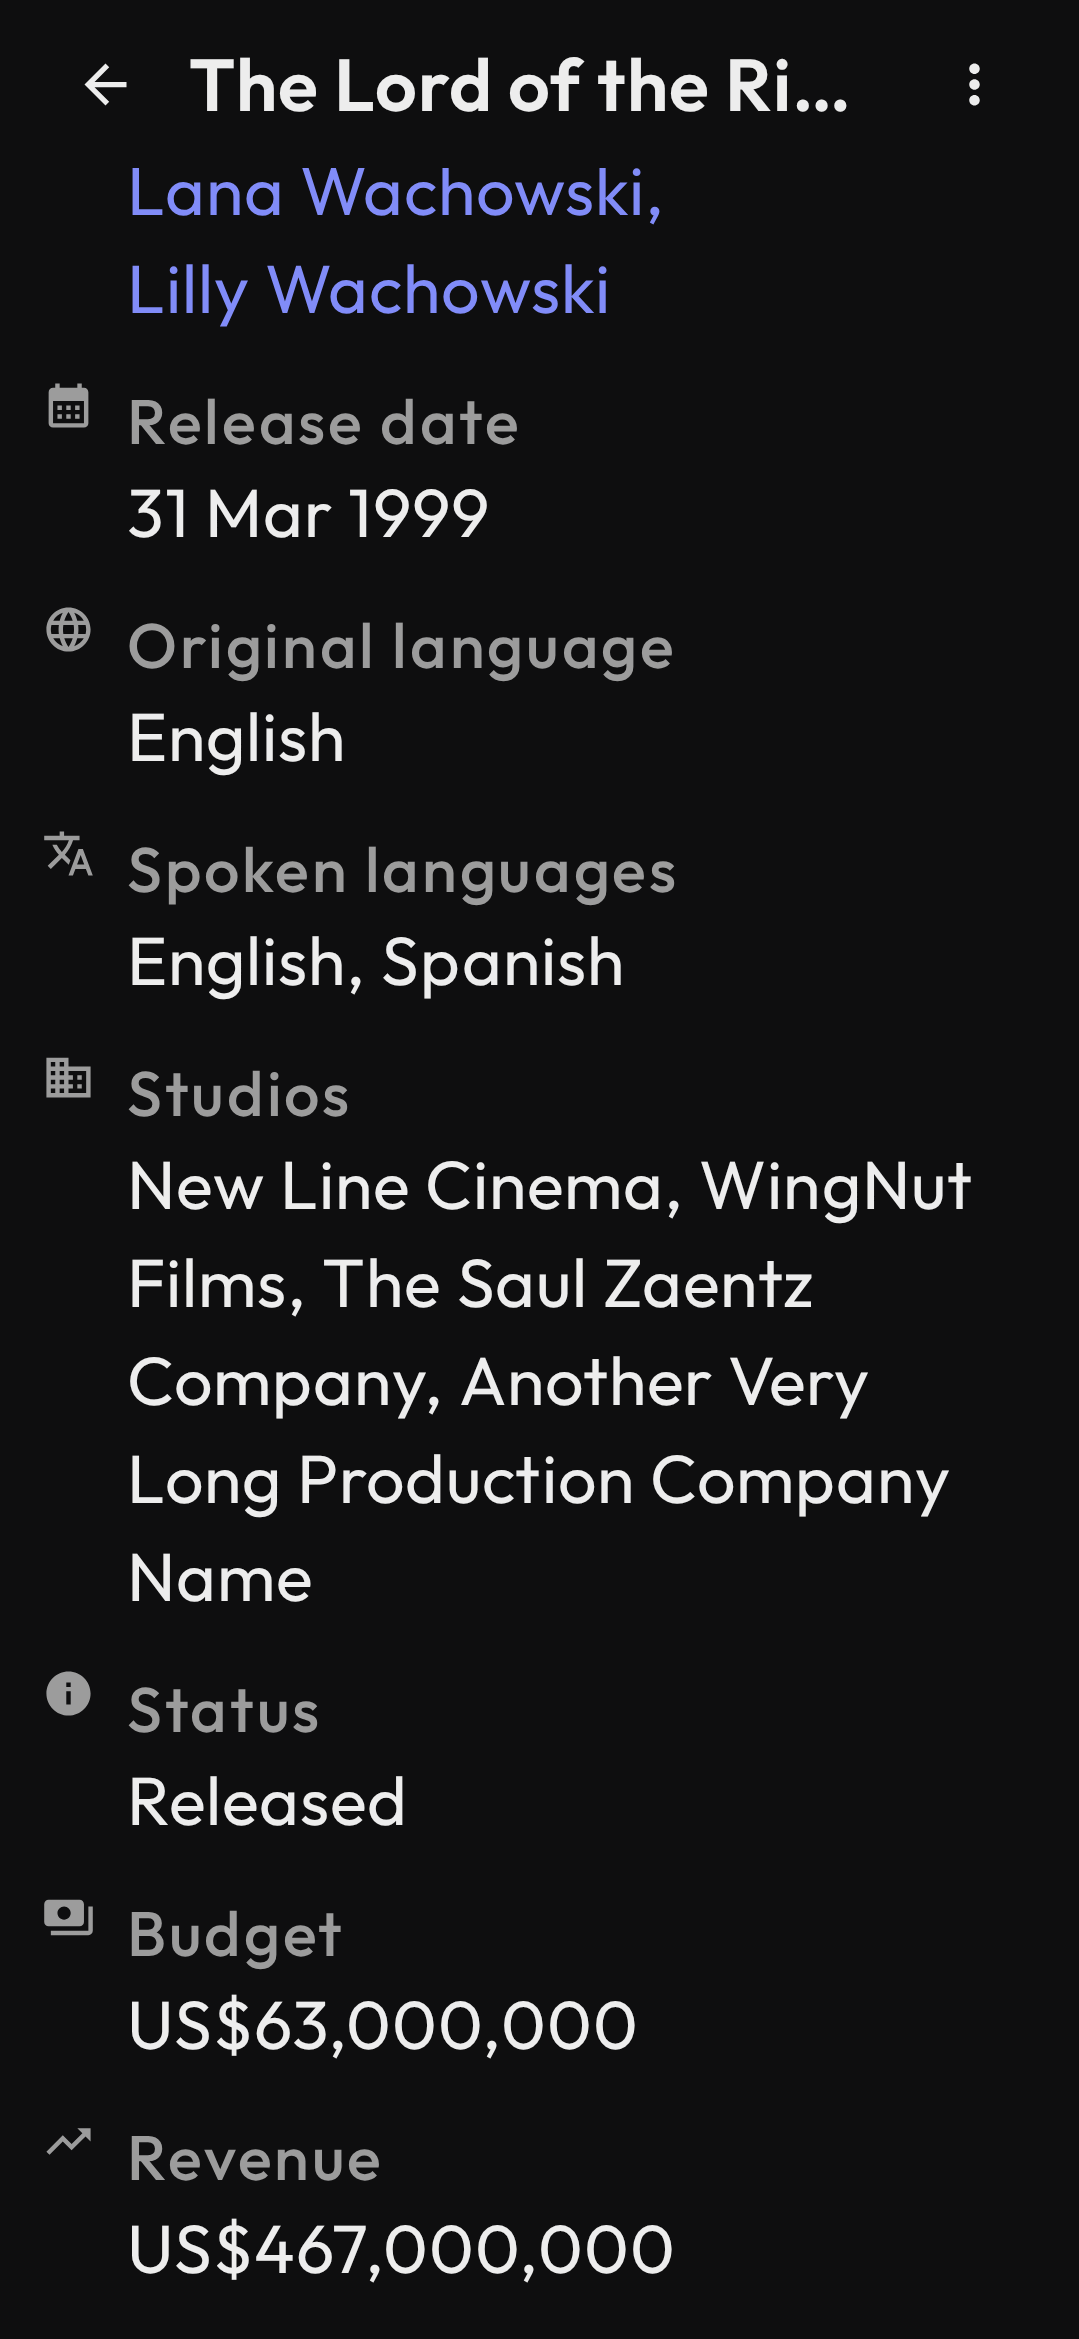 The Lord of the Ri...
Lana Wachowski,
Lilly Wachowski
Release date
31 Mar 1999
Original language
English
Spoken languages
English, Spanish
Studios
New Line Cinema, WingNut
Films, The Saul Zaentz
Company, Another Very
Long Production Company
Name
Status
Released
Budget
US$63,000,000
Revenue
US$467,000,000